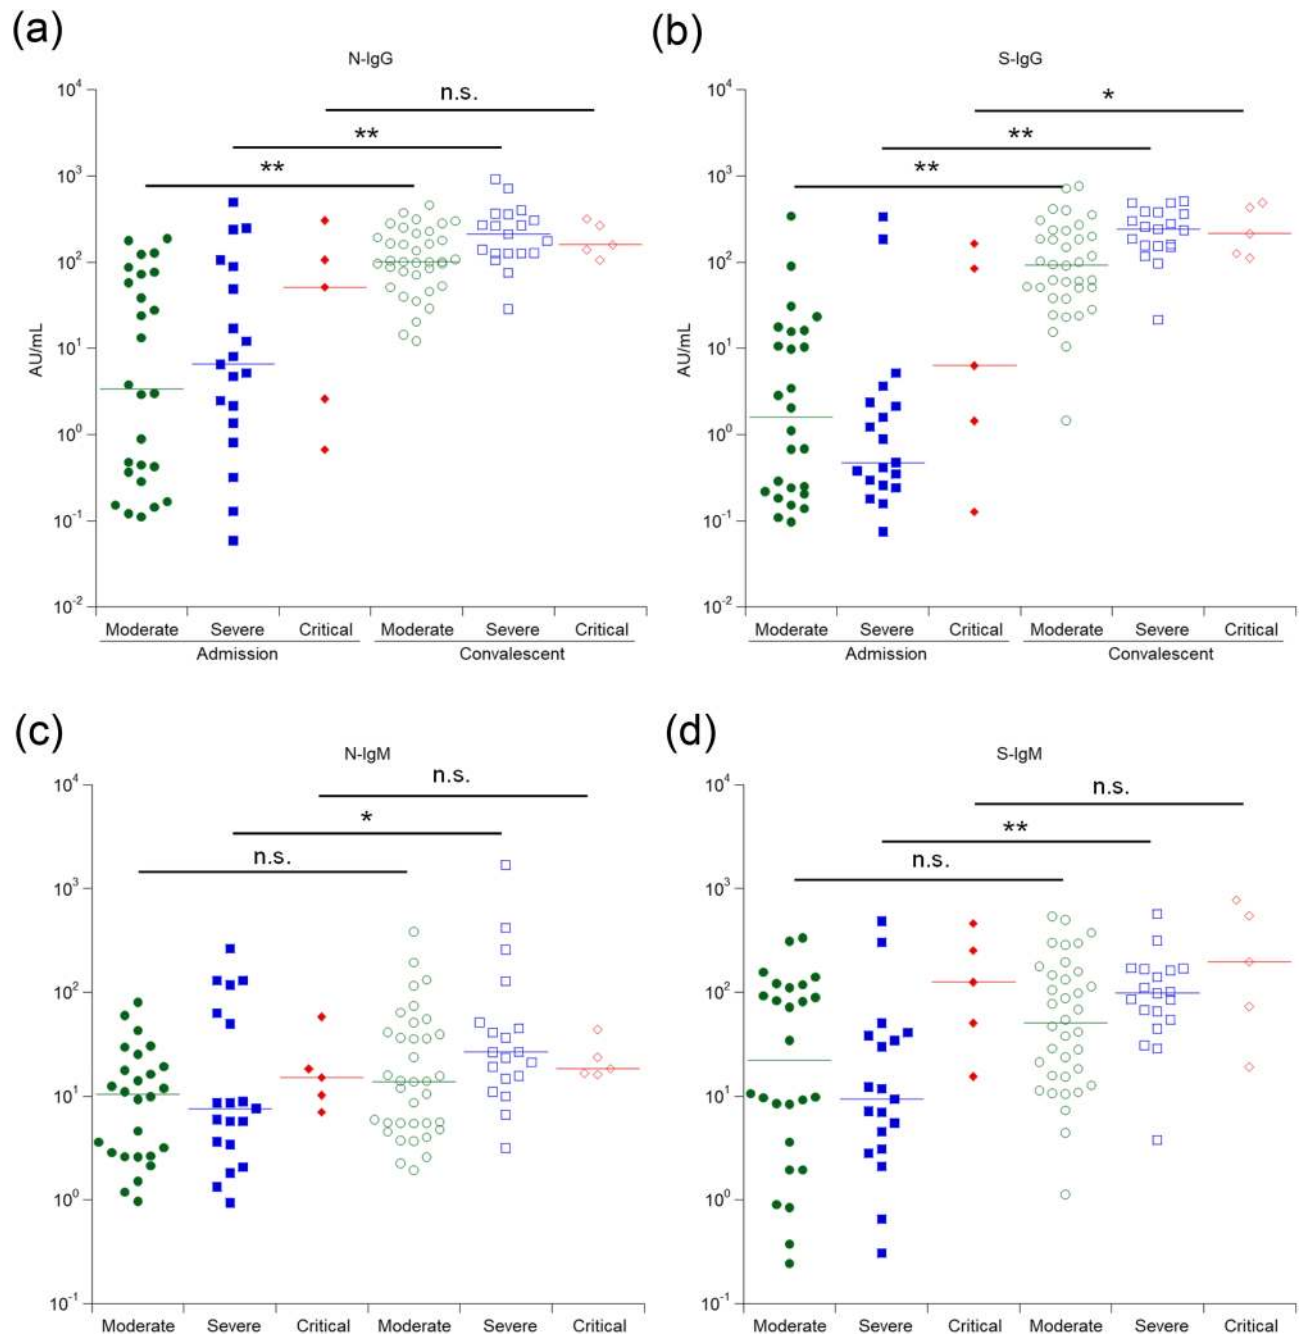 (a)
N-IgG
10⁴
10³
10²
10¹
10⁰
10⁻¹
10⁻²
AU/mL
n.s.
**
**
Moderate Severe Critical Moderate Severe Critical
Admission Convalescent
(b)
S-IgG
10⁴
10³
10²
10¹
10⁰
10⁻¹
10⁻²
AU/mL
*
**
**
Moderate Severe Critical Moderate Severe Critical
Admission Convalescent
(c)
N-IgM
10⁴
10³
10²
10¹
10⁰
10⁻¹
n.s.
*
n.s.
Moderate Severe Critical Moderate Severe Critical
(d)
S-IgM
10⁴
10³
10²
10¹
10⁰
10⁻¹
n.s.
**
n.s.
Moderate Severe Critical Moderate Severe Critical